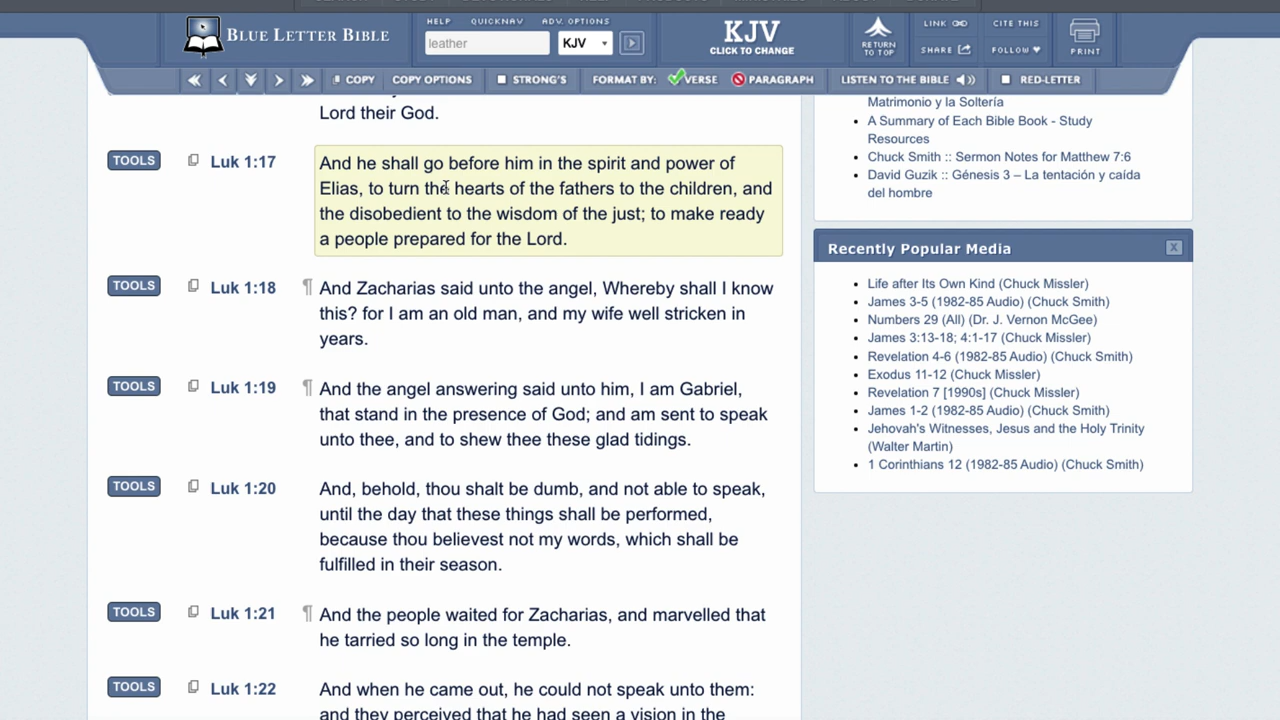 BLUE LETTER BIBLE
HELP QUICKNAV ADV. OPTIONS
leather
KJV
KJV
CLICK TO CHANGE
RETURN
TO TOP
LINK
SHARE
CITE THIS
FOLLOW
PRINT
COPY COPY OPTIONS STRONG'S FORMAT BY: VERSE PARAGRAPH LISTEN TO THE BIBLE RED-LETTER
Lord their God.
TOOLS Luk 1:17 And he shall go before him in the spirit and power of
Elias, to turn the hearts of the fathers to the children, and
the disobedient to the wisdom of the just; to make ready
a people prepared for the Lord.
TOOLS Luk 1:18 ¶ And Zacharias said unto the angel, Whereby shall I know
this? for I am an old man, and my wife well stricken in
years.
TOOLS Luk 1:19 ¶ And the angel answering said unto him, I am Gabriel,
that stand in the presence of God; and am sent to speak
unto thee, and to shew thee these glad tidings.
TOOLS Luk 1:20 And, behold, thou shalt be dumb, and not able to speak,
until the day that these things shall be performed,
because thou believest not my words, which shall be
fulfilled in their season.
TOOLS Luk 1:21 ¶ And the people waited for Zacharias, and marvelled that
he tarried so long in the temple.
TOOLS Luk 1:22 And when he came out, he could not speak unto them:
and they perceived that he had seen a vision in the
Matrimonio y la Soltería
A Summary of Each Bible Book - Study
Resources
Chuck Smith :: Sermon Notes for Matthew 7:6
David Guzik :: Génesis 3 – La tentación y caída
del hombre
Recently Popular Media X
Life after Its Own Kind (Chuck Missler)
James 3-5 (1982-85 Audio) (Chuck Smith)
Numbers 29 (All) (Dr. J. Vernon McGee)
James 3:13-18; 4:1-17 (Chuck Missler)
Revelation 4-6 (1982-85 Audio) (Chuck Smith)
Exodus 11-12 (Chuck Missler)
Revelation 7 [1990s] (Chuck Missler)
James 1-2 (1982-85 Audio) (Chuck Smith)
Jehovah's Witnesses, Jesus and the Holy Trinity
(Walter Martin)
1 Corinthians 12 (1982-85 Audio) (Chuck Smith)